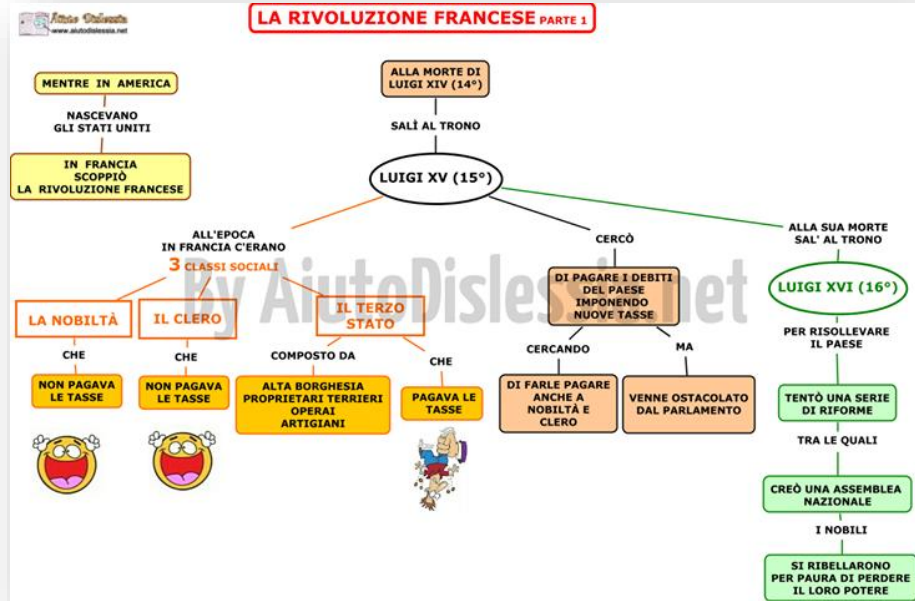 Aiuto Dislessia
www.aiutodislessia.net
LA RIVOLUZIONE FRANCESE PARTE 1
MENTRE IN AMERICA
NASCEVANO
GLI STATI UNITI
IN FRANCIA
SCOPPIÒ
LA RIVOLUZIONE FRANCESE
ALLA MORTE DI
LUIGI XIV (14°)
SALÌ AL TRONO
LUIGI XV (15°)
ALL'EPOCA
IN FRANCIA C'ERANO
3 CLASSI SOCIALI
LA NOBILTÀ
CHE
NON PAGAVA
LE TASSE
IL CLERO
CHE
NON PAGAVA
LE TASSE
IL TERZO
STATO
COMPOSTO DA
ALTA BORGHESIA
PROPRIETARI TERRIERI
OPERAI
ARTIGIANI
CHE
PAGAVA LE
TASSE
CERCÒ
DI PAGARE I DEBITI
DEL PAESE
IMPONENDO
NUOVE TASSE
CERCANDO
DI FARLE PAGARE
ANCHE A
NOBILTÀ E
CLERO
MA
VENNE OSTACOLATO
DAL PARLAMENTO
ALLA SUA MORTE
SAL' AL TRONO
LUIGI XVI (16°)
PER RISOLLEVARE
IL PAESE
TENTÒ UNA SERIE
DI RIFORME
TRA LE QUALI
CREÒ UNA ASSEMBLEA
NAZIONALE
I NOBILI
SI RIBELLARONO
PER PAURA DI PERDERE
IL LORO POTERE
By AiutoDislessia.net